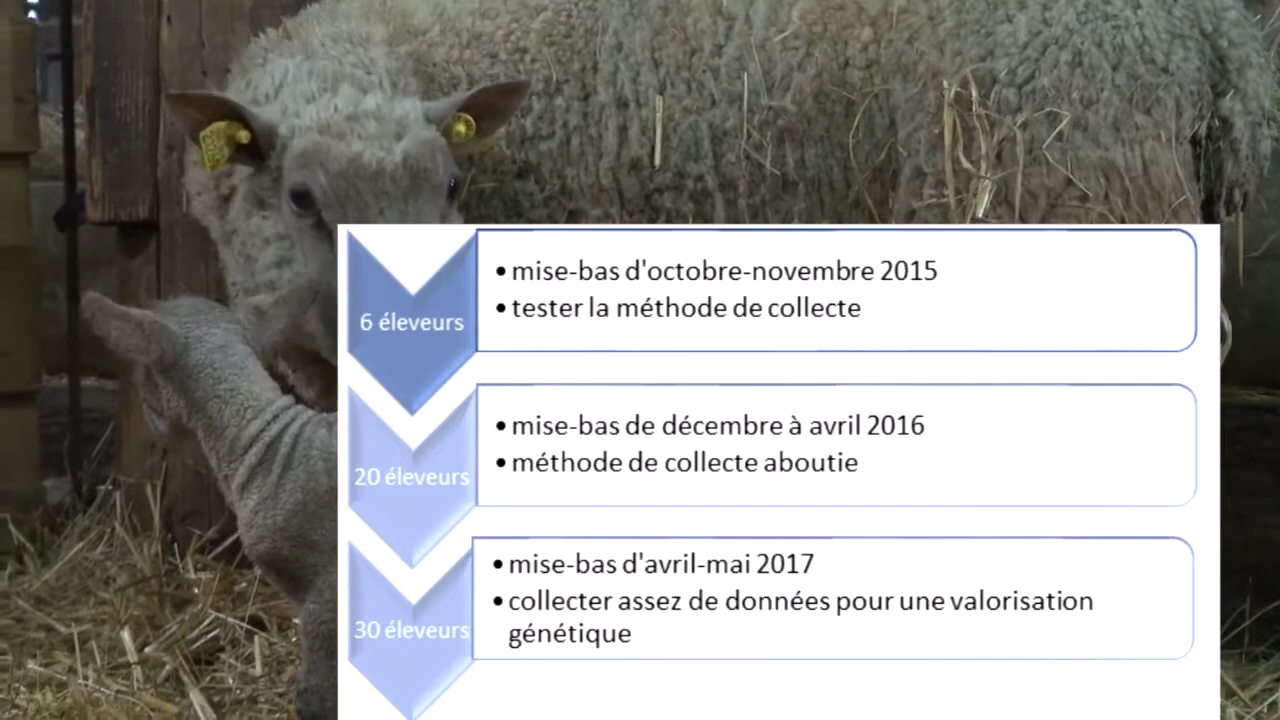 6 éleveurs
• mise-bas d'octobre-novembre 2015
• tester la méthode de collecte
20 éleveurs
• mise-bas de décembre à avril 2016
• méthode de collecte aboutie
30 éleveurs
• mise-bas d'avril-mai 2017
• collecter assez de données pour une valorisation
génétique